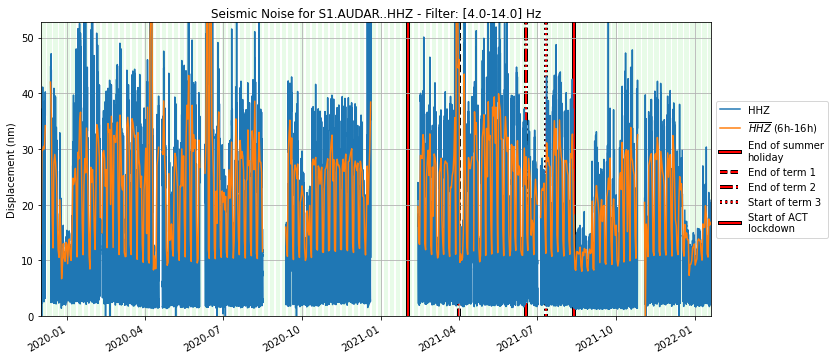 Seismic Noise for S1.AUDAR..HHZ - Filter: [4.0-14.0] Hz
Displacement (nm)
50
40
30
20
10
0
2020-01
2020-04
2020-07
2020-10
2021-01
2021-04
2021-07
2021-10
2022-01
HHZ
HHZ (6h-16h)
End of summer
holiday
End of term 1
End of term 2
Start of term 3
Start of ACT
lockdown